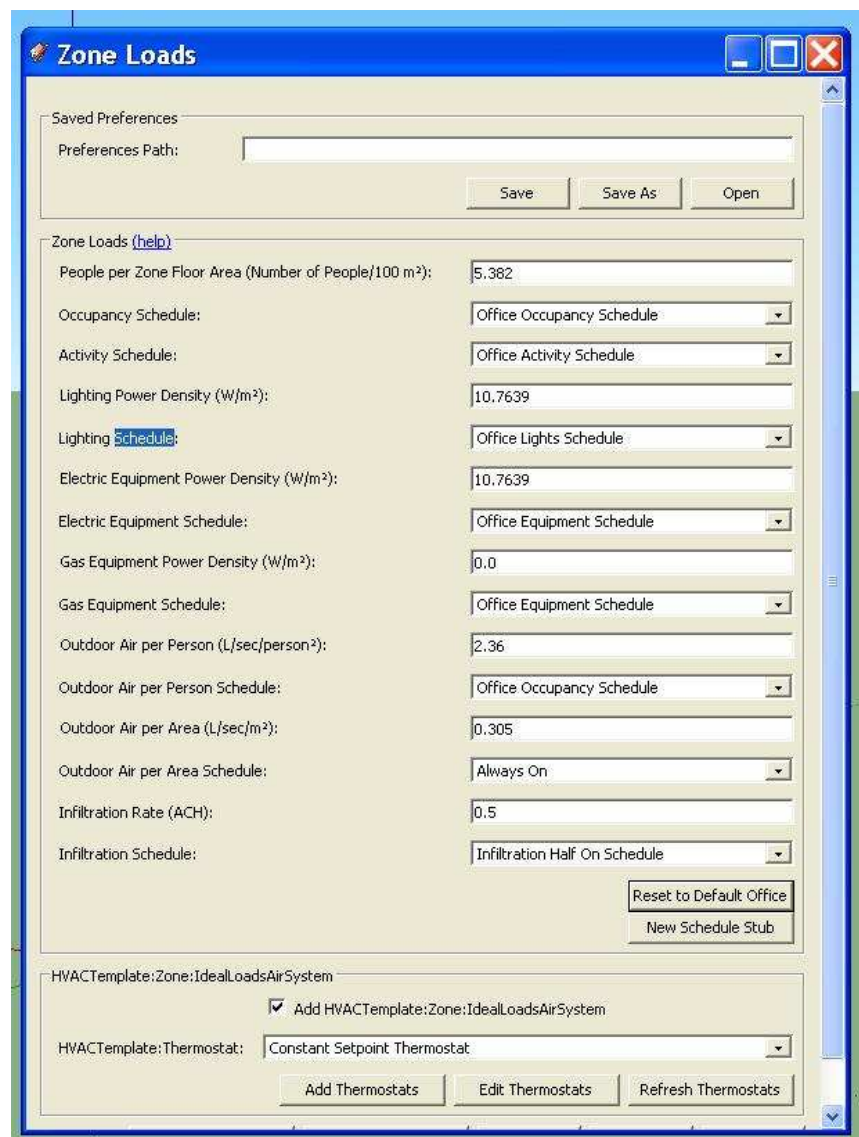 Zone Loads
Saved Preferences
Preferences Path:
Save Save As Open
Zone Loads (help)
People per Zone Floor Area (Number of People/100 m²): 5.382
Occupancy Schedule: Office Occupancy Schedule
Activity Schedule: Office Activity Schedule
Lighting Power Density (W/m²): 10.7639
Lighting Schedule: Office Lights Schedule
Electric Equipment Power Density (W/m²): 10.7639
Electric Equipment Schedule: Office Equipment Schedule
Gas Equipment Power Density (W/m²): 0.0
Gas Equipment Schedule: Office Equipment Schedule
Outdoor Air per Person (L/sec/person²): 2.36
Outdoor Air per Person Schedule: Office Occupancy Schedule
Outdoor Air per Area (L/sec/m²): 0.305
Outdoor Air per Area Schedule: Always On
Infiltration Rate (ACH): 0.5
Infiltration Schedule: Infiltration Half On Schedule
Reset to Default Office
New Schedule Stub
HVACTemplate:Zone:IdealLoadsAirSystem
Add HVACTemplate:Zone:IdealLoadsAirSystem
HVACTemplate:Thermostat: Constant Setpoint Thermostat
Add Thermostats Edit Thermostats Refresh Thermostats